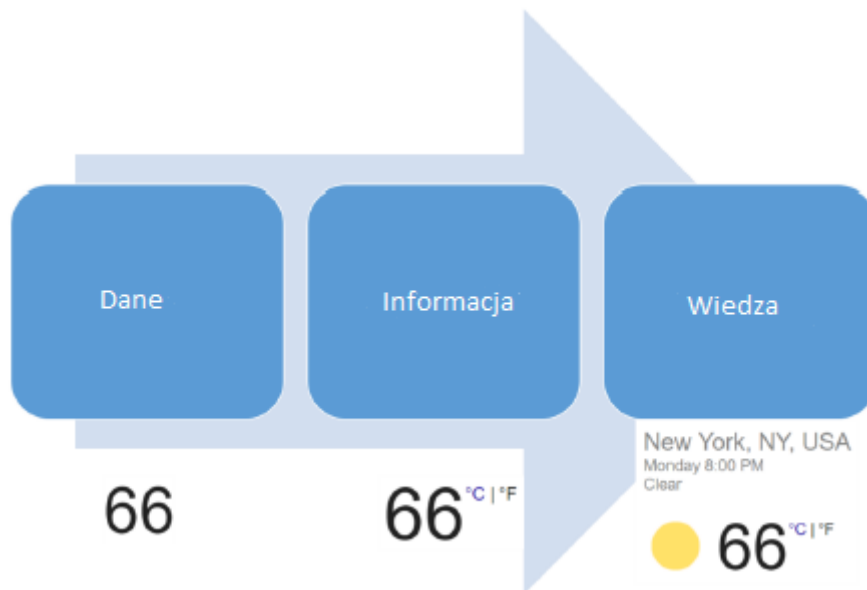 Dane
Informacja
Wiedza
66
66 °C | °F
New York, NY, USA
Monday 8:00 PM
Clear
66 °C | °F